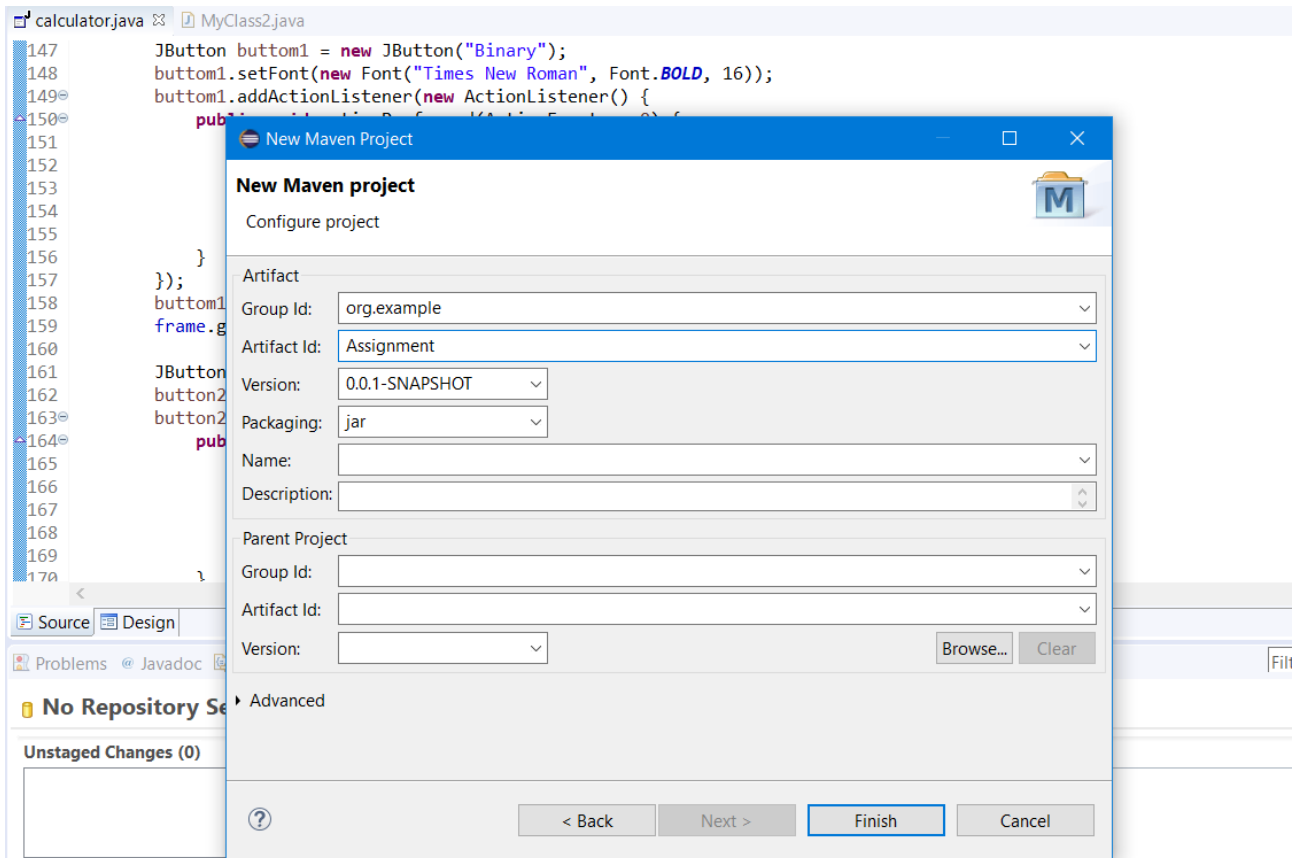 calculator.java MyClass2.java
147 JButton buttom1 = new JButton("Binary");
148 buttom1.setFont(new Font("Times New Roman", Font.BOLD, 16));
149 buttom1.addActionListener(new ActionListener() {
150 pub
151
152
153
154
155
156 }
157 });
158 buttom1
159 frame.g
160
161 JButton
162 button2
163 button2
164 pub
165
166
167
168
169
170 }
New Maven Project
New Maven project
Configure project
M
Artifact
Group Id: org.example
Artifact Id: Assignment
Version: 0.0.1-SNAPSHOT
Packaging: jar
Name:
Description:
Parent Project
Group Id:
Artifact Id:
Version: Browse... Clear
Advanced
? < Back Next > Finish Cancel
Source Design
Problems @ Javadoc Filt
No Repository Se
Unstaged Changes (0)